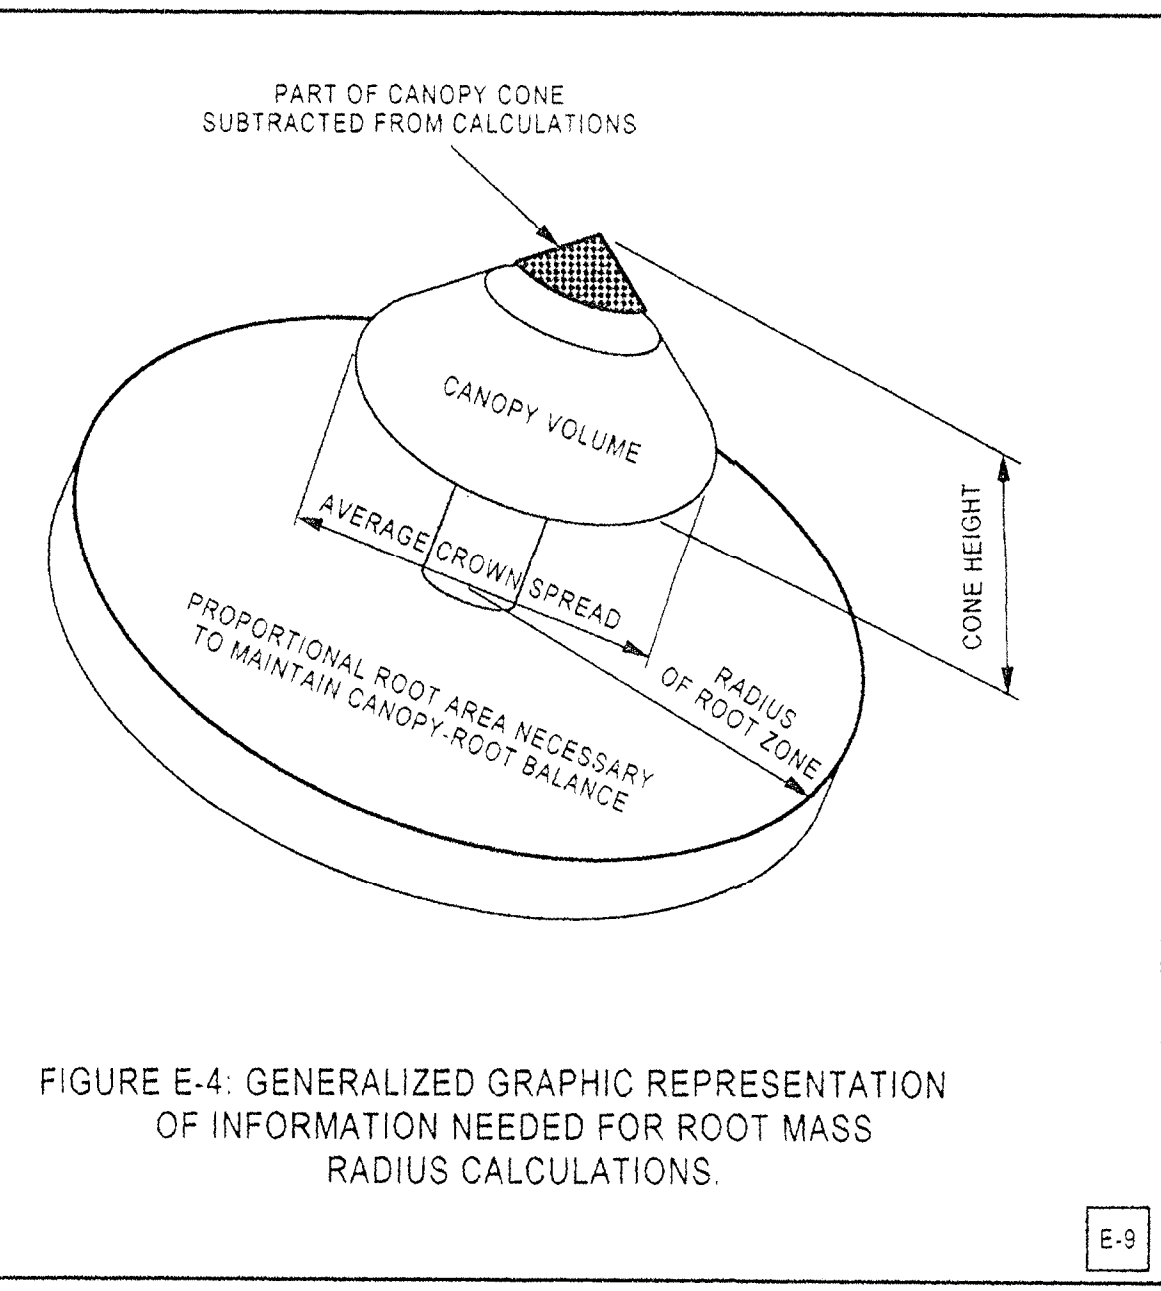 PART OF CANOPY CONE
SUBTRACTED FROM CALCULATIONS
CANOPY VOLUME
AVERAGE CROWN SPREAD
CONE HEIGHT
RADIUS
OF ROOT ZONE
PROPORTIONAL ROOT AREA NECESSARY
TO MAINTAIN CANOPY-ROOT BALANCE
FIGURE E-4: GENERALIZED GRAPHIC REPRESENTATION
OF INFORMATION NEEDED FOR ROOT MASS
RADIUS CALCULATIONS.
E-9